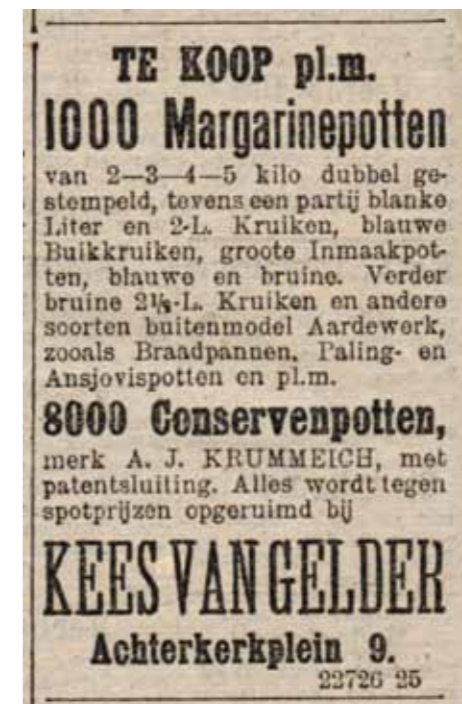 TE KOOP pl.m.
1000 Margarinepotten
van 2—3—4—5 kilo dubbel ge-
stempeld, tevens een partij blanke
Liter en 2-L. Kruiken, blauwe
Buikkruiken, groote Inmaakpot-
ten, blauwe en bruine. Verder
bruine 2½-L. Kruiken en andere
soorten buitenmodel Aardewerk,
zooals Braadpannen, Paling- en
Ansjovispotten en pl.m.
8000 Conservenpotten,
merk A. J. KRUMMEICH, met
patentsluiting. Alles wordt tegen
spotprijzen opgeruimd bij
KEES VAN GELDER
Achterkerkplein 9.
22726 25